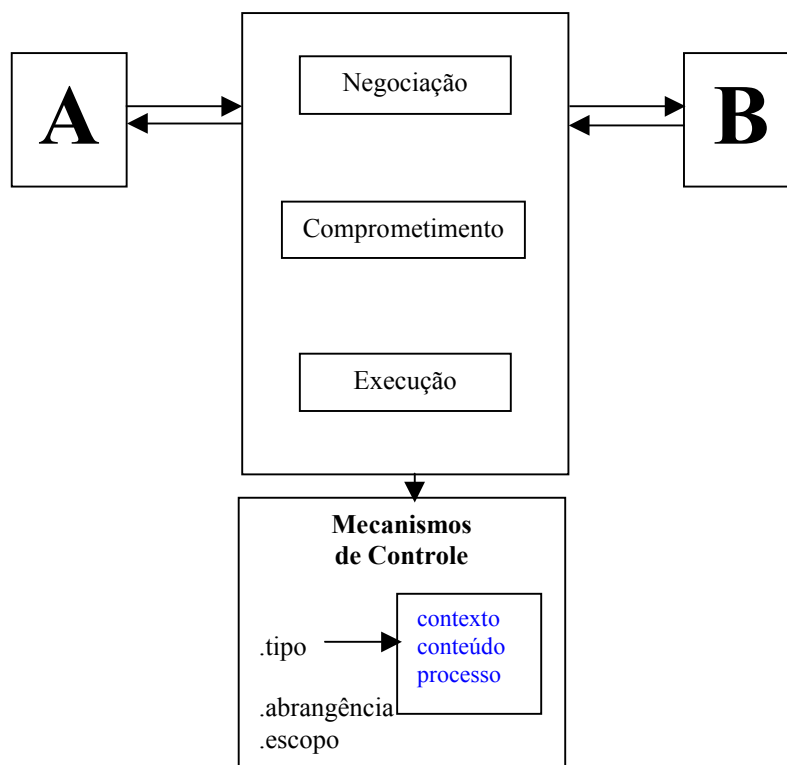 A
Negociação
B
Comprometimento
Execução
Mecanismos
de Controle
.tipo
contexto
conteúdo
processo
.abrangência
.escopo